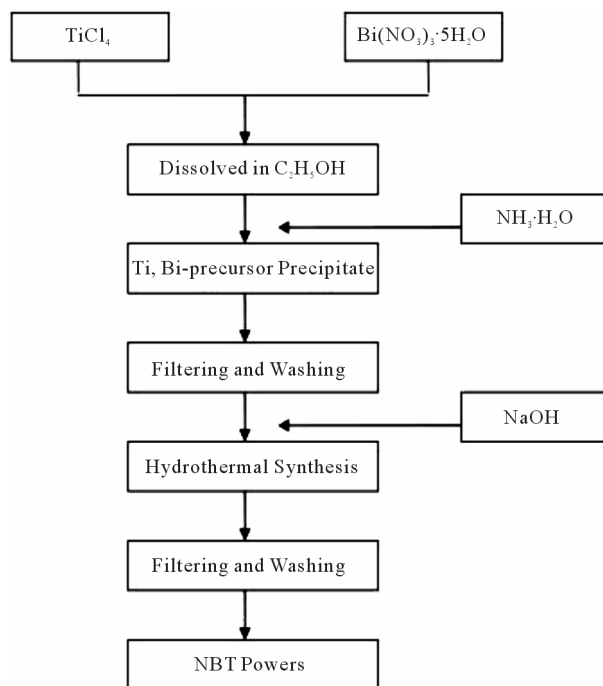 TiCl₄
Bi(NO₃)₃·5H₂O
Dissolved in C₂H₅OH
NH₃·H₂O
Ti, Bi-precursor Precipitate
Filtering and Washing
NaOH
Hydrothermal Synthesis
Filtering and Washing
NBT Powers